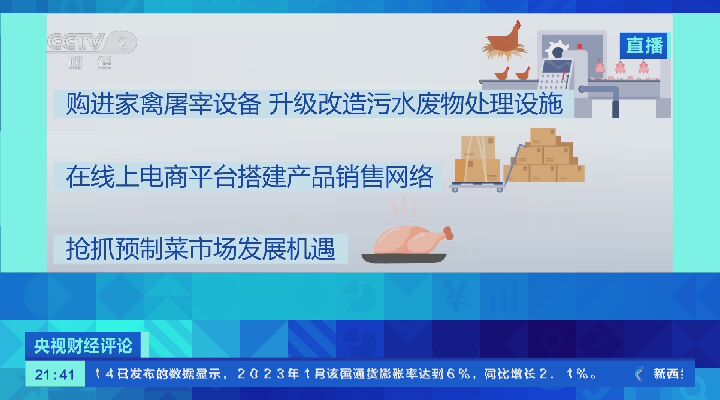 CCTV 2
财经
直播
购进家禽屠宰设备 升级改造污水废物处理设施
在线上电商平台搭建产品销售网络
抢抓预制菜市场发展机遇
央视财经评论
21:41
14日发布的数据显示，2023年1月该国通货膨胀率达到6%，同比增长2.1%。
新西